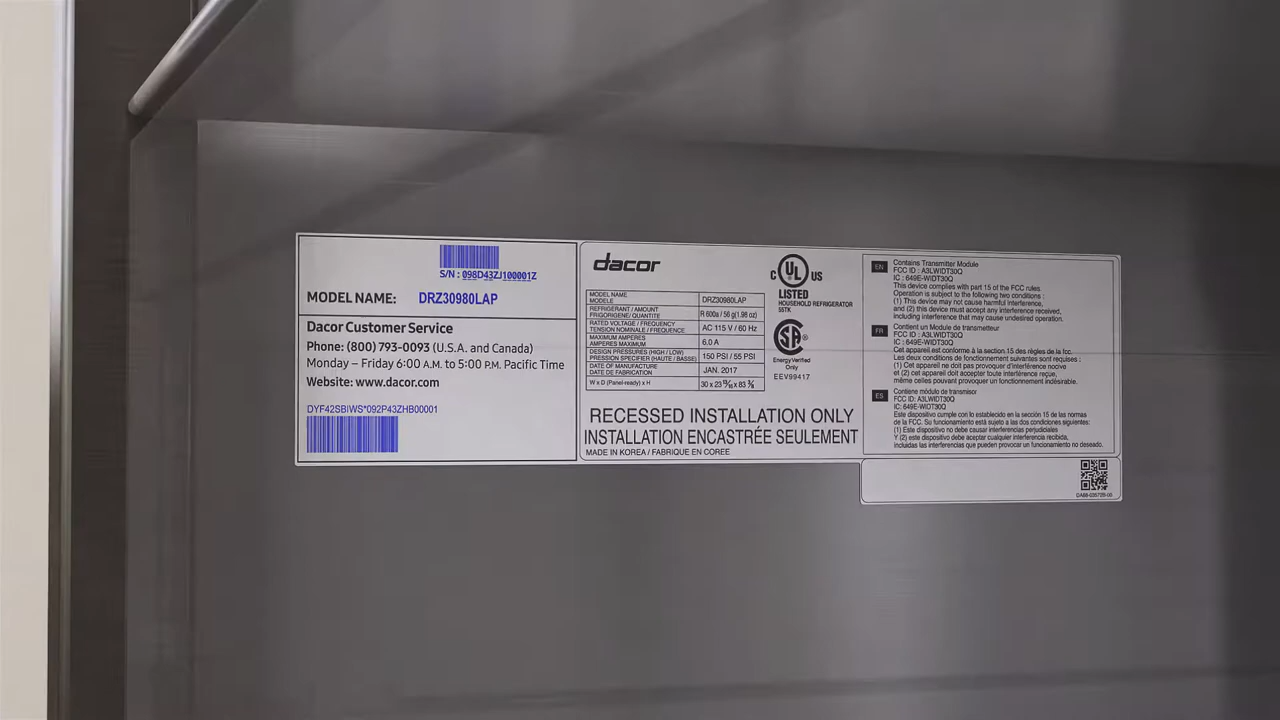 S/N : 098D43ZJ100001Z
MODEL NAME: DRZ30980LAP
Dacor Customer Service
Phone: (800) 793-0093 (U.S.A. and Canada)
Monday – Friday 6:00 A.M. to 5:00 P.M. Pacific Time
Website: www.dacor.com
DYF42SBIWS*092P43ZHB00001
dacor
C UL US
LISTED
HOUSEHOLD REFRIGERATOR
55TK
MODEL NAME
MODELE
DRZ30980LAP
REFRIGERANT / AMOUNT
FRIGORIGENE/ QUANTITE
R 600a / 56 g(1.98 oz)
RATED VOLTAGE / FREQUENCY
TENSION NOMINALE / FREQUENCE
AC 115 V / 60 Hz
MAXIMUM AMPERES
AMPERES MAXIMUM
6.0 A
DESIGN PRESSURES (HIGH / LOW)
PRESSION SPECIFIER (HAUTE / BASSE)
150 PSI / 55 PSI
DATE OF MANUFACTURE
DATE DE FABRICATION
JAN. 2017
W x D (Panel-ready) x H
30 x 23 x 83
SA ®
EnergyVerified
Only
EEV99417
RECESSED INSTALLATION ONLY
INSTALLATION ENCASTRÉE SEULEMENT
MADE IN KOREA / FABRIQUE EN COREE
EN
Contains Transmitter Module
FCC ID : A3LWIDT30Q
IC : 649E-WIDT30Q
This device complies with part 15 of the FCC rules
Operation is subject to the following two conditions :
(1) This device may not cause harmful interference,
and (2) this device must accept any interference received,
including interference that may cause undesired operation.
FR
Contient un Module de transmetteur
FCC ID : A3LWIDT30Q
IC : 649E-WIDT30Q
Cet appareil est conforme à la section 15 des règles de la fcc.
Les deux conditions de fonctionnement suivantes sont requises :
(1) Cet appareil ne doit pas provoquer d'interférence nocive
et (2) cet appareil doit accepter toute interférence reçue,
même celles pouvant provoquer un fonctionnement indésirable.
ES
Contiene módulo de transmisor
FCC ID: A3LWIDT30Q
IC: 649E-WIDT30Q
Este dispositivo cumple con lo establecido en la sección 15 de las normas
de la FCC. Su funcionamiento está sujeto a las dos condiciones siguientes:
(1) Este dispositivo no debe causar interferencias perjudiciales
Y (2) este dispositivo debe aceptar cualquier interferencia recibida,
incluidas las interferencias que puedan provocar un funcionamiento no deseado.